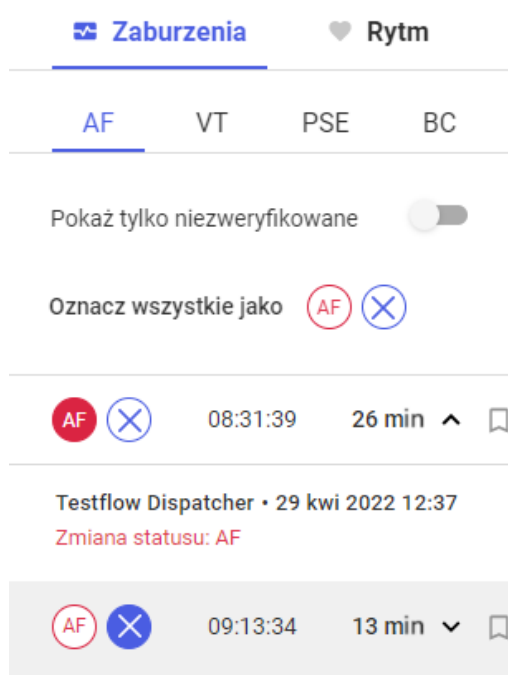 Zaburzenia Rytm
AF VT PSE BC
Pokaż tylko niezweryfikowane
Oznacz wszystkie jako AF
AF 08:31:39 26 min
Testflow Dispatcher • 29 kwi 2022 12:37
Zmiana statusu: AF
AF 09:13:34 13 min